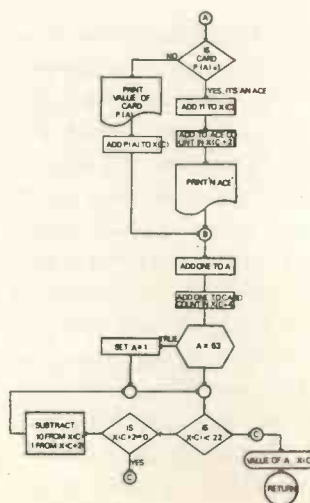 A
IS
CARD
P(A)=1
NO
YES, IT'S AN ACE
PRINT
VALUE OF
CARD
P(A)
ADD 11 TO X(C)
ADD P(A) TO X(C)
ADD TO ACE CO
UNT IN X(C+2)
PRINT 'N ACE'
B
ADD ONE TO A
ADD ONE TO CARD
COUNT IN X(C+4)
SET A=1
TRUE
A = 53
SUBTRACT
10 FROM X(C)
1 FROM X(C+2)
IS
X(C+2)=0
IS
X(C)< 22
C
YES
C
VALUE OF A X(C
RETURN